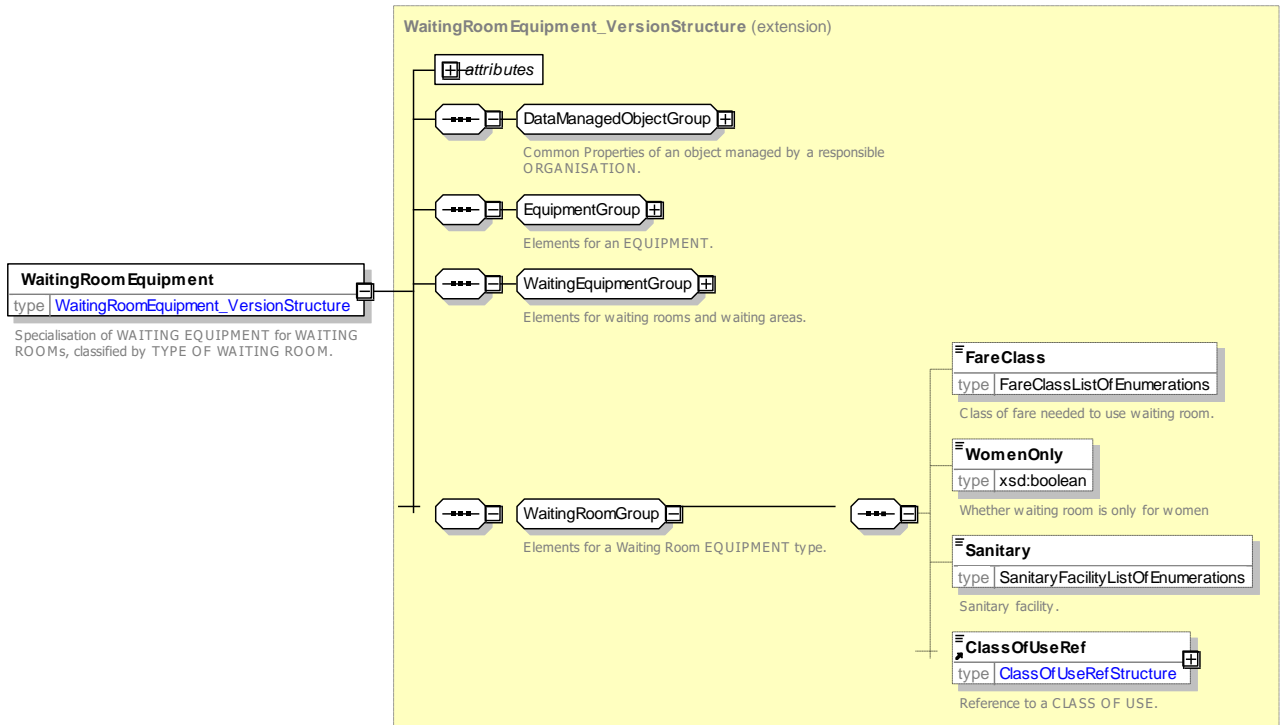 WaitingRoomEquipment_VersionStructure (extension)
attributes
DataManagedObjectGroup
Common Properties of an object managed by a responsible
ORGANISATION.
EquipmentGroup
Elements for an EQUIPMENT.
WaitingEquipmentGroup
Elements for waiting rooms and waiting areas.
WaitingRoomEquipment
type WaitingRoomEquipment_VersionStructure
Specialisation of WAITING EQUIPMENT for WAITING
ROOMs, classified by TYPE OF WAITING ROOM.
WaitingRoomGroup
Elements for a Waiting Room EQUIPMENT type.
FareClass
type FareClassListOfEnumerations
Class of fare needed to use waiting room.
WomenOnly
type xsd:boolean
Whether waiting room is only for women
Sanitary
type SanitaryFacilityListOfEnumerations
Sanitary facility.
ClassOfUseRef
type ClassOfUseRefStructure
Reference to a CLASS OF USE.